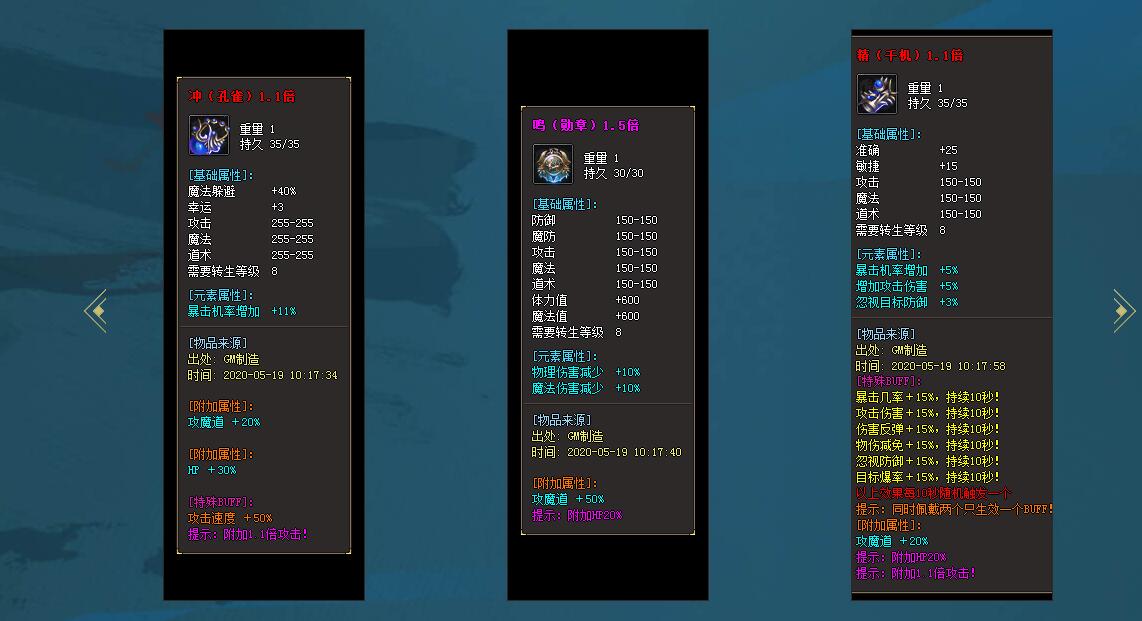 冲（孔雀）1.1倍
重量 1
持久 35/35
[基础属性]:
魔法躲避 +40%
幸运 +3
攻击 255-255
魔法 255-255
道术 255-255
需要转生等级 8
[元素属性]:
暴击机率增加 +11%
[物品来源]
出处: GM制造
时间: 2020-05-19 10:17:34
[附加属性]:
攻魔道 +20%
[附加属性]:
HP +30%
[特殊BUFF]:
攻击速度 +50%
提示: 附加1.1倍攻击!
鸣（勋章）1.5倍
重量 1
持久 30/30
[基础属性]:
防御 150-150
魔防 150-150
攻击 150-150
魔法 150-150
道术 150-150
体力值 +600
魔法值 +600
需要转生等级 8
[元素属性]:
物理伤害减少 +10%
魔法伤害减少 +10%
[物品来源]
出处: GM制造
时间: 2020-05-19 10:17:40
[附加属性]:
攻魔道 +50%
提示: 附加HP20%
（千机）1.1倍
重量 1
持久 35/35
[基础属性]:
准确 +25
敏捷 +15
攻击 150-150
魔法 150-150
道术 150-150
需要转生等级 8
[元素属性]:
暴击机率增加 +5%
增加攻击伤害 +5%
忽视目标防御 +3%
[物品来源]
出处: GM制造
时间: 2020-05-19 10:17:58
[特殊BUFF]:
暴击几率+15%，持续10秒!
攻击伤害+15%，持续10秒!
伤害反弹+15%，持续10秒!
物伤减免+15%，持续10秒!
忽视防御+15%，持续10秒!
目标爆率+15%，持续10秒!
以上效果每10秒随机触发一个
提示: 同时佩戴两个只生效一个BUFF!
[附加属性]:
攻魔道 +20%
提示: 附加HP20%
提示: 附加1.1倍攻击!